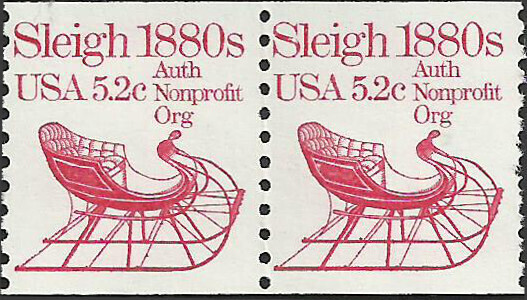 Sleigh 1880s
USA 5.2c Auth
Nonprofit
Org
Sleigh 1880s
USA 5.2c Auth
Nonprofit
Org